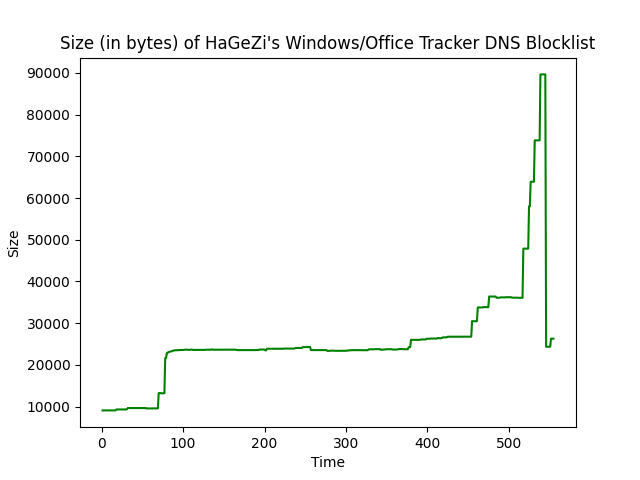 Size (in bytes) of HaGeZi's Windows/Office Tracker DNS Blocklist
90000
80000
70000
60000
50000
40000
30000
20000
10000
Size
0 100 200 300 400 500
Time